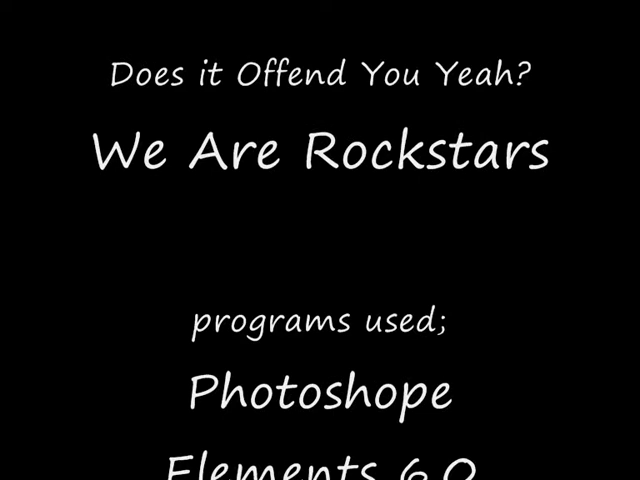 Does it Offend You Yeah?
We Are Rockstars
programs used;
Photoshope
Elements 6.0